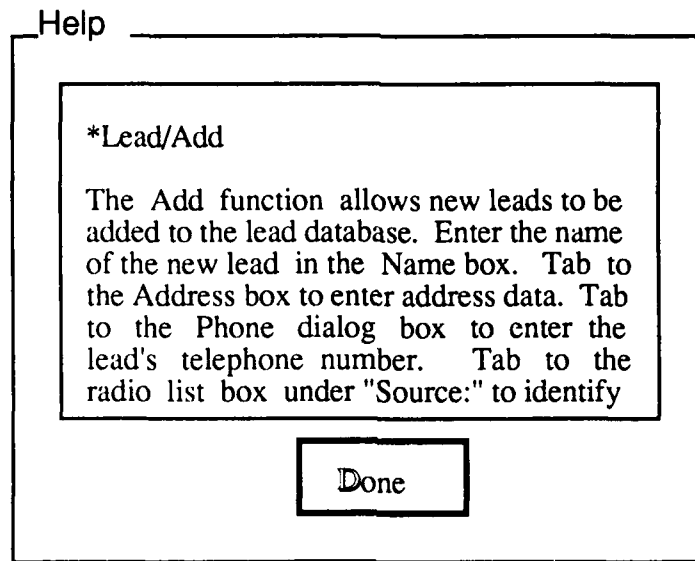 Help
*Lead/Add
The Add function allows new leads to be
added to the lead database. Enter the name
of the new lead in the Name box. Tab to
the Address box to enter address data. Tab
to the Phone dialog box to enter the
lead's telephone number. Tab to the
radio list box under "Source:" to identify
Done